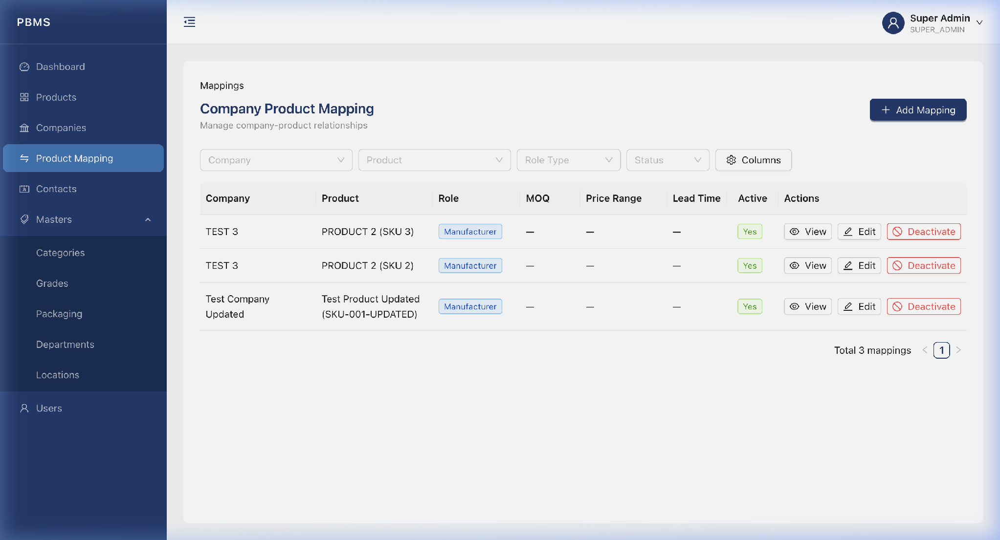 PBMS
Super Admin
SUPER_ADMIN
Dashboard
Products
Companies
Product Mapping
Contacts
Masters
Categories
Grades
Packaging
Departments
Locations
Users
Mappings
Company Product Mapping
Manage company-product relationships
Add Mapping
Company Product Role Type Status Columns
Company Product Role MOQ Price Range Lead Time Active Actions
TEST 3 PRODUCT 2 (SKU 3) Manufacturer — — — Yes View Edit Deactivate
TEST 3 PRODUCT 2 (SKU 2) Manufacturer — — — Yes View Edit Deactivate
Test Company Updated Test Product Updated (SKU-001-UPDATED) Manufacturer — — — Yes View Edit Deactivate
Total 3 mappings 1